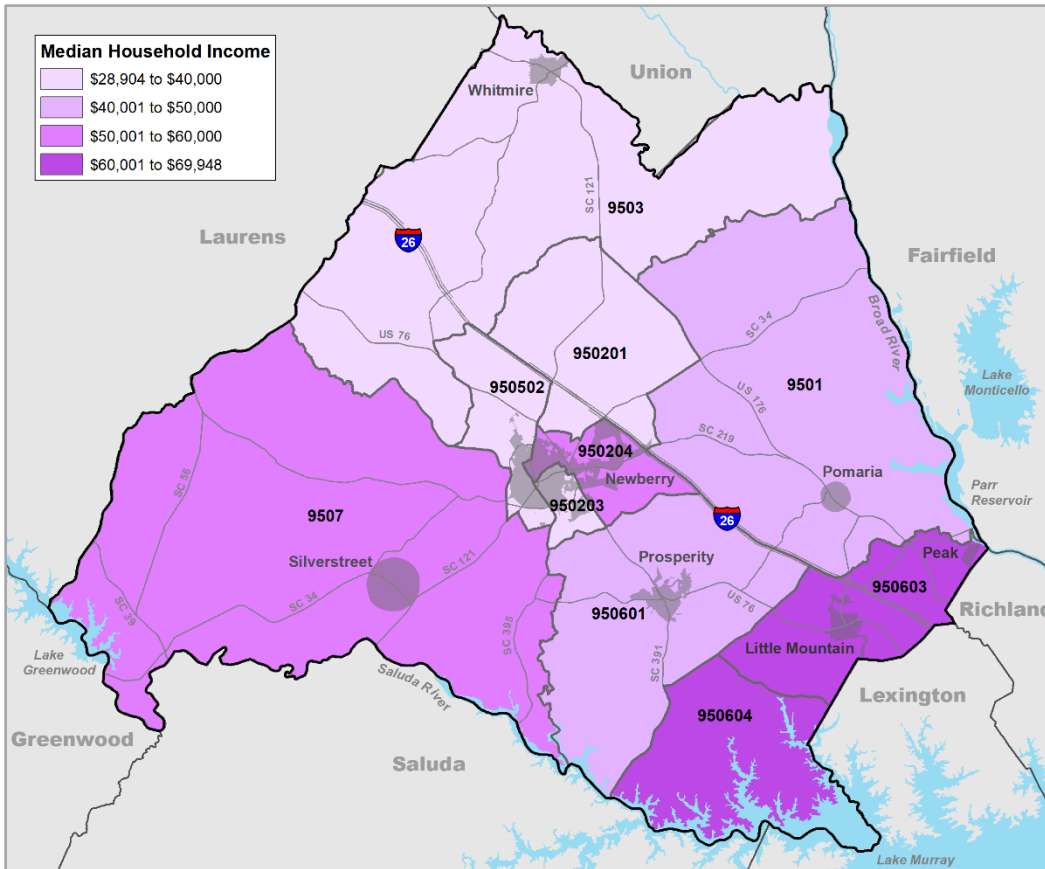 Median Household Income
$28,904 to $40,000
$40,001 to $50,000
$50,001 to $60,000
$60,001 to $69,948
Union
Whitmire
SC 121
9503
Laurens
26
Fairfield
Broad River
SC 34
US 76
950201
9501
Lake
Monticello
950502
US 176
SC 219
950204
Newberry
Pomaria
Parr
Reservoir
SC 56
950203
9507
26
Silverstreet
SC 121
Prosperity
Peak
950603
SC 34
950601
US 76
Richland
SC 39
SC 395
SC 391
Little Mountain
Lake
Greenwood
Saluda River
Lexington
950604
Greenwood
Saluda
Lake Murray